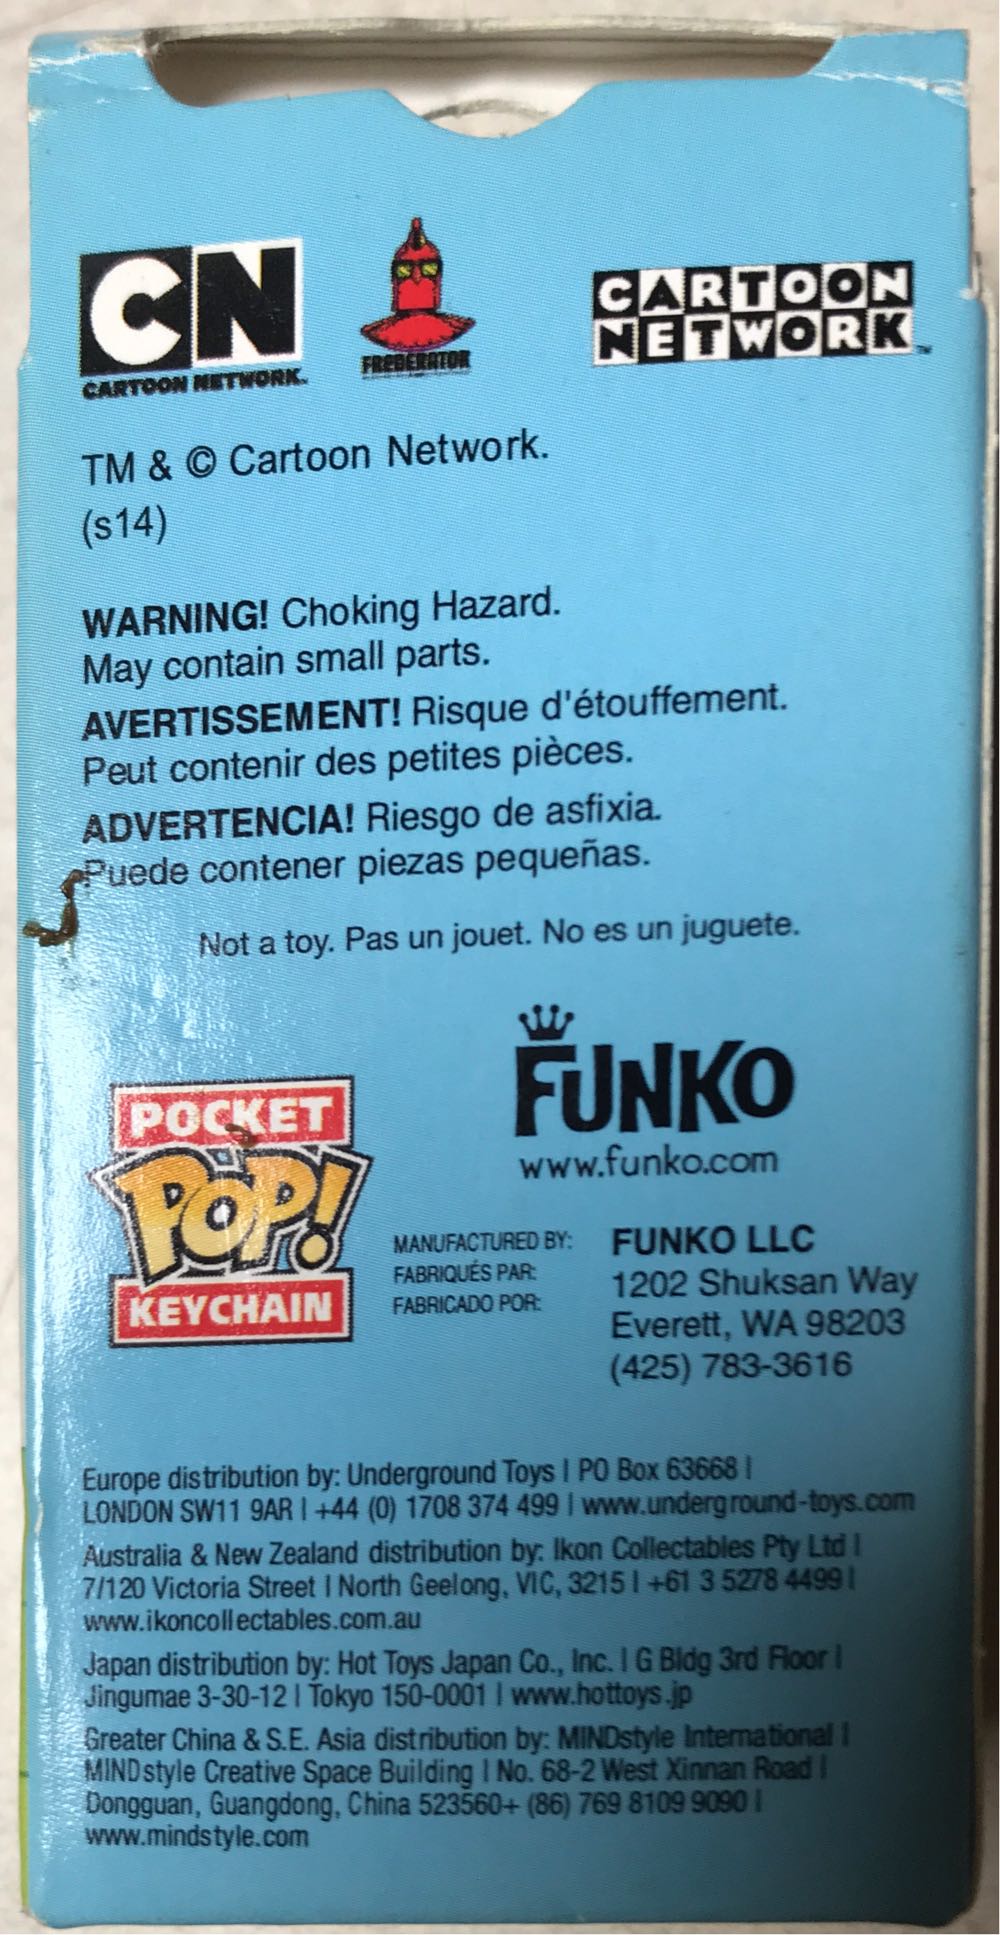 CN
CARTOON NETWORK.
FREDERATOR
CARTOON
NETWORK™
TM & © Cartoon Network.
(s14)
WARNING! Choking Hazard.
May contain small parts.
AVERTISSEMENT! Risque d'étouffement.
Peut contenir des petites pièces.
ADVERTENCIA! Riesgo de asfixia.
Puede contener piezas pequeñas.
Not a toy. Pas un jouet. No es un juguete.
FUNKO
www.funko.com
POCKET
POP!
KEYCHAIN
MANUFACTURED BY:
FABRIQUÉS PAR:
FABRICADO POR:
FUNKO LLC
1202 Shuksan Way
Everett, WA 98203
(425) 783-3616
Europe distribution by: Underground Toys | PO Box 63668 |
LONDON SW11 9AR | +44 (0) 1708 374 499 | www.underground-toys.com
Australia & New Zealand distribution by: Ikon Collectables Pty Ltd |
7/120 Victoria Street | North Geelong, VIC, 3215 | +61 3 5278 4499 |
www.ikoncollectables.com.au
Japan distribution by: Hot Toys Japan Co., Inc. | G Bldg 3rd Floor |
Jingumae 3-30-12 | Tokyo 150-0001 | www.hottoys.jp
Greater China & S.E. Asia distribution by: MINDstyle International |
MINDstyle Creative Space Building | No. 68-2 West Xinnan Road |
Dongguan, Guangdong, China 523560+ (86) 769 8109 9090 |
www.mindstyle.com